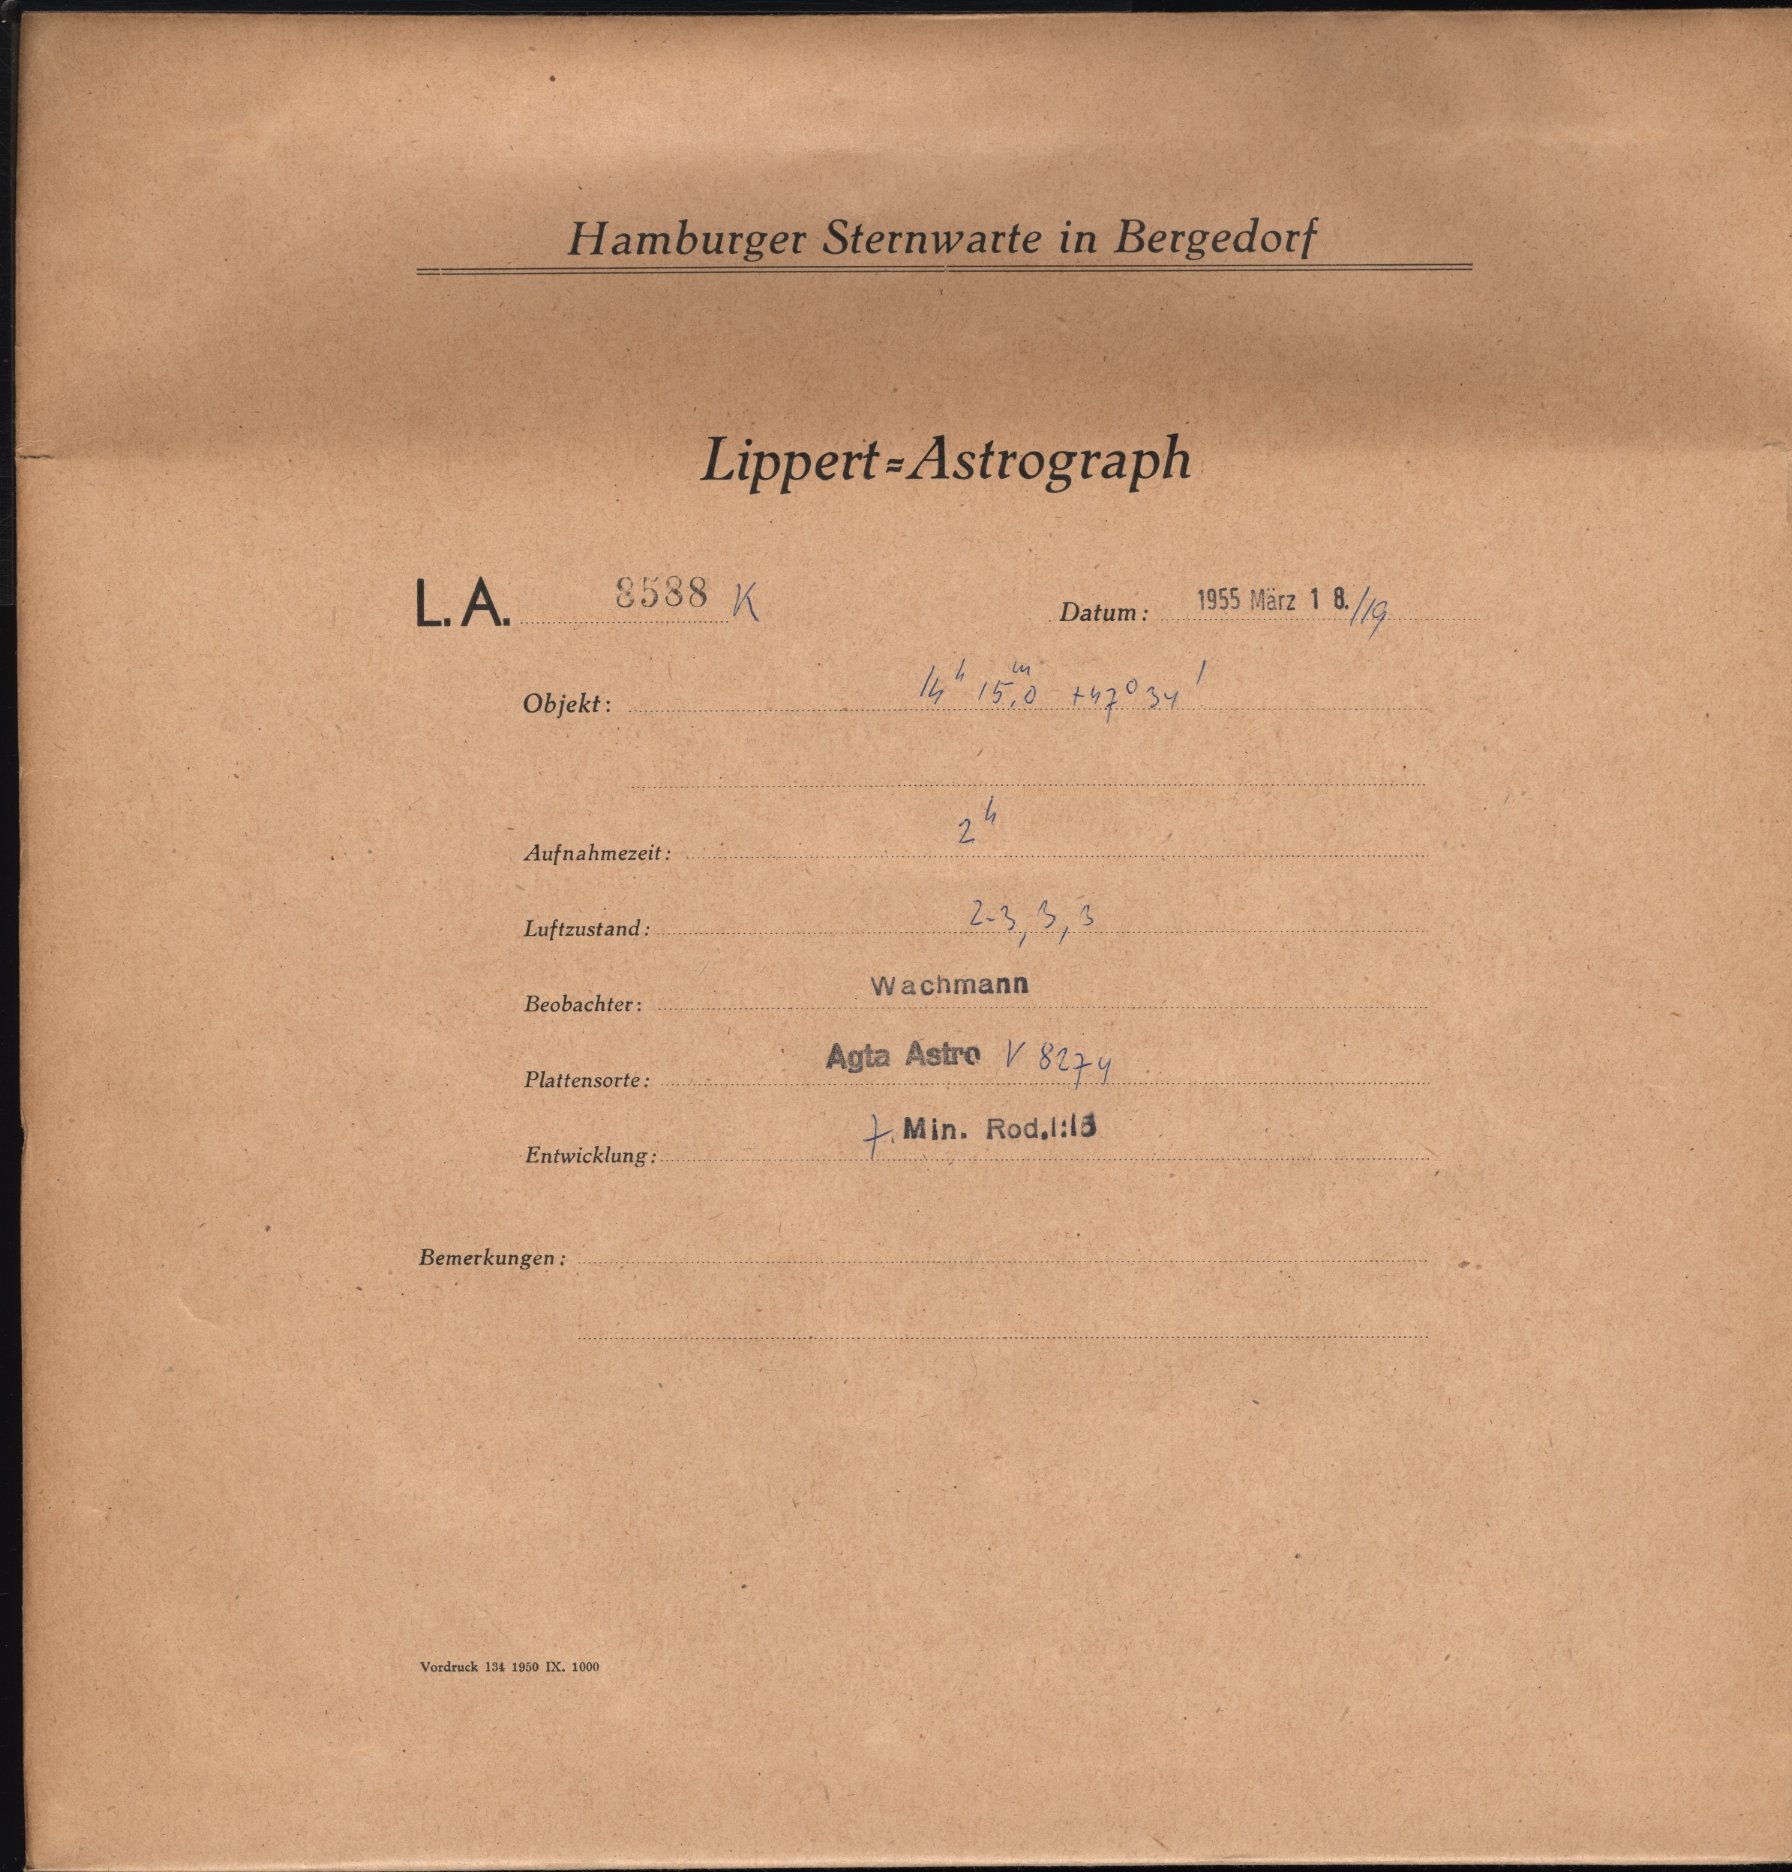 Hamburger Sternwarte in Bergedorf
Lippert=Astrograph
L. A. 8588 K
Datum: 1955 März 18./19
Objekt: 14h 15,0m +47° 34'
Aufnahmezeit: 2h
Luftzustand: 2-3, 3, 3
Beobachter: Wachmann
Plattensorte: Agfa Astro V 8274
Entwicklung: 7. Min. Rod.1:15
Bemerkungen:
Vordruck 134 1950 IX. 1000